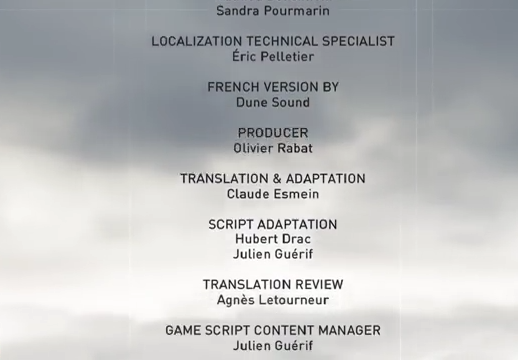 Sandra Pourmarin
LOCALIZATION TECHNICAL SPECIALIST
Éric Pelletier
FRENCH VERSION BY
Dune Sound
PRODUCER
Olivier Rabat
TRANSLATION & ADAPTATION
Claude Esmein
SCRIPT ADAPTATION
Hubert Drac
Julien Guérif
TRANSLATION REVIEW
Agnès Letourneur
GAME SCRIPT CONTENT MANAGER
Julien Guérif